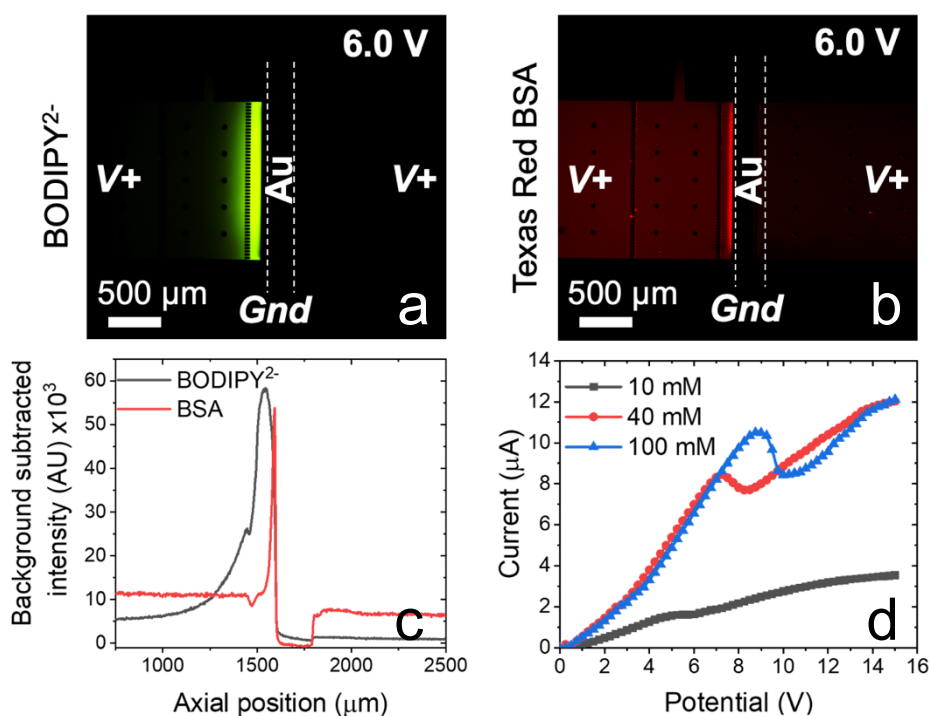 BODIPY²⁻
6.0 V
V+
Au
V+
500 µm
Gnd
a
Texas Red BSA
6.0 V
V+
Au
V+
500 µm
Gnd
b
Background subtracted
intensity (AU) x10³
60
50
40
30
20
10
0
BODIPY²⁻
BSA
c
1000 1500 2000 2500
Axial position (µm)
Current (µA)
14
12
10
8
6
4
2
0
10 mM
40 mM
100 mM
d
0 2 4 6 8 10 12 14 16
Potential (V)